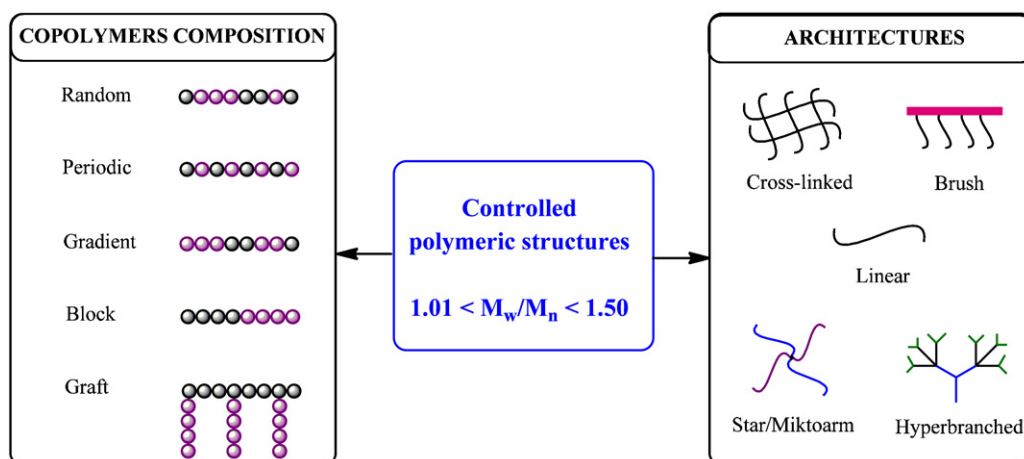 COPOLYMERS COMPOSITION
Random
Periodic
Gradient
Block
Graft
Controlled
polymeric structures
1.01 < Mw/Mn < 1.50
ARCHITECTURES
Cross-linked
Brush
Linear
Star/Miktoarm
Hyperbranched